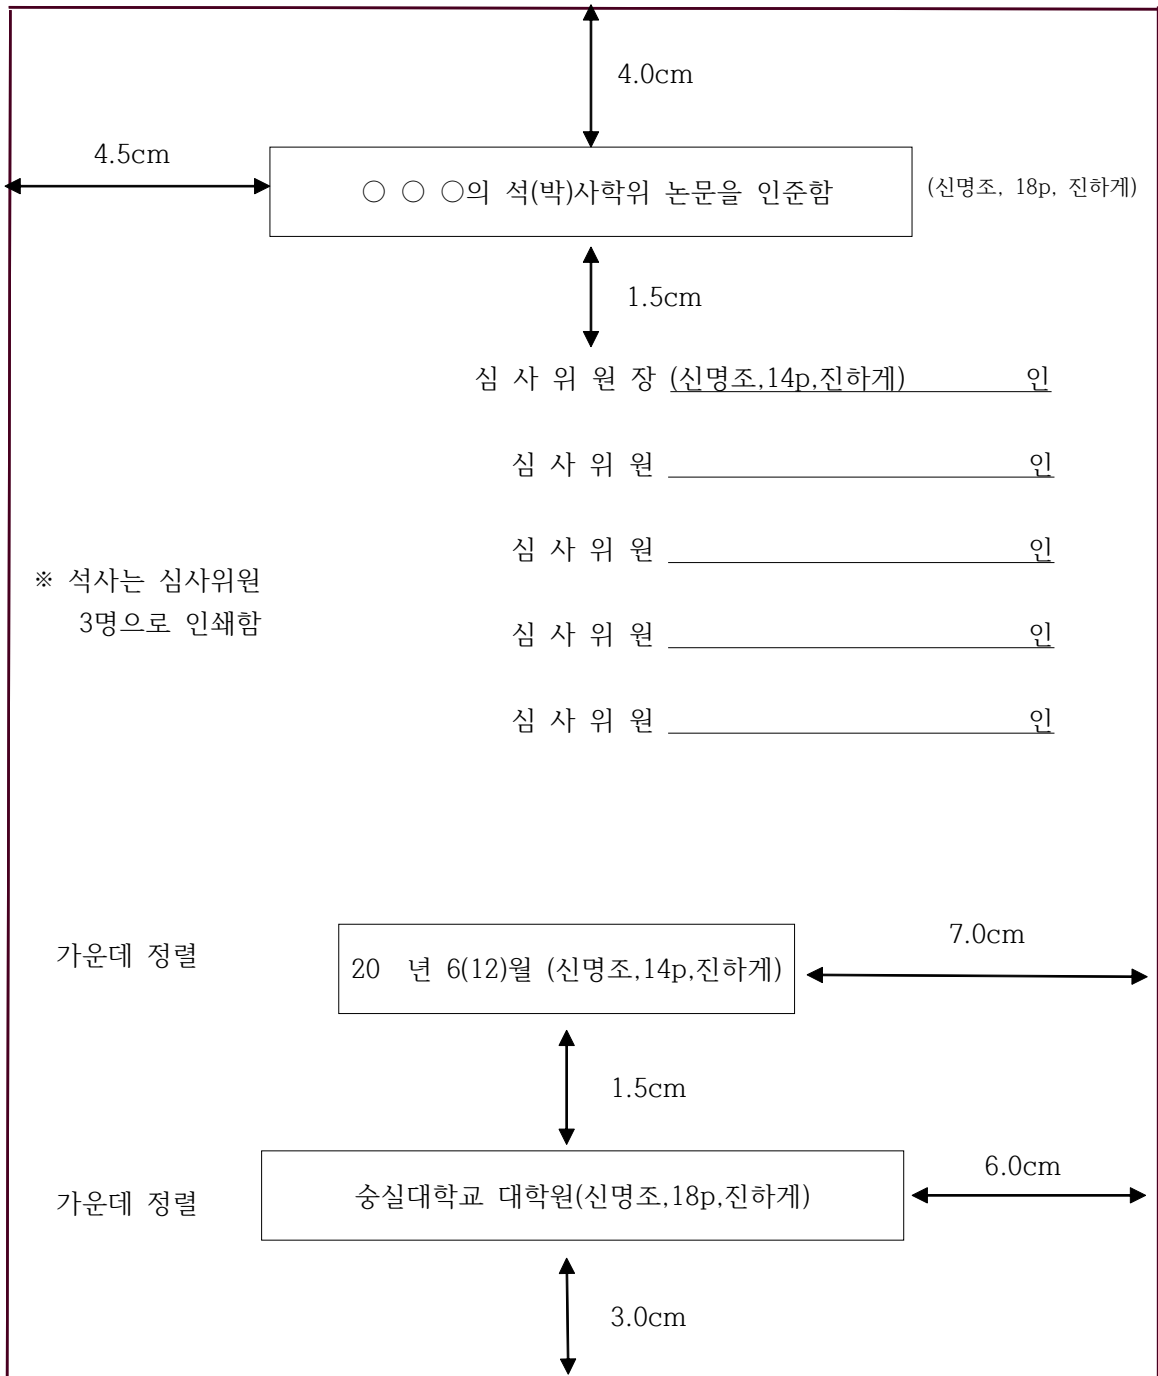 4.0cm
4.5cm
○ ○ ○의 석(박)사학위 논문을 인준함
(신명조, 18p, 진하게)
1.5cm
심 사 위 원 장 (신명조,14p,진하게) 인
심 사 위 원 인
심 사 위 원 인
※ 석사는 심사위원
3명으로 인쇄함
심 사 위 원 인
심 사 위 원 인
7.0cm
가운데 정렬
20 년 6(12)월 (신명조,14p,진하게)
1.5cm
6.0cm
가운데 정렬
숭실대학교 대학원(신명조,18p,진하게)
3.0cm